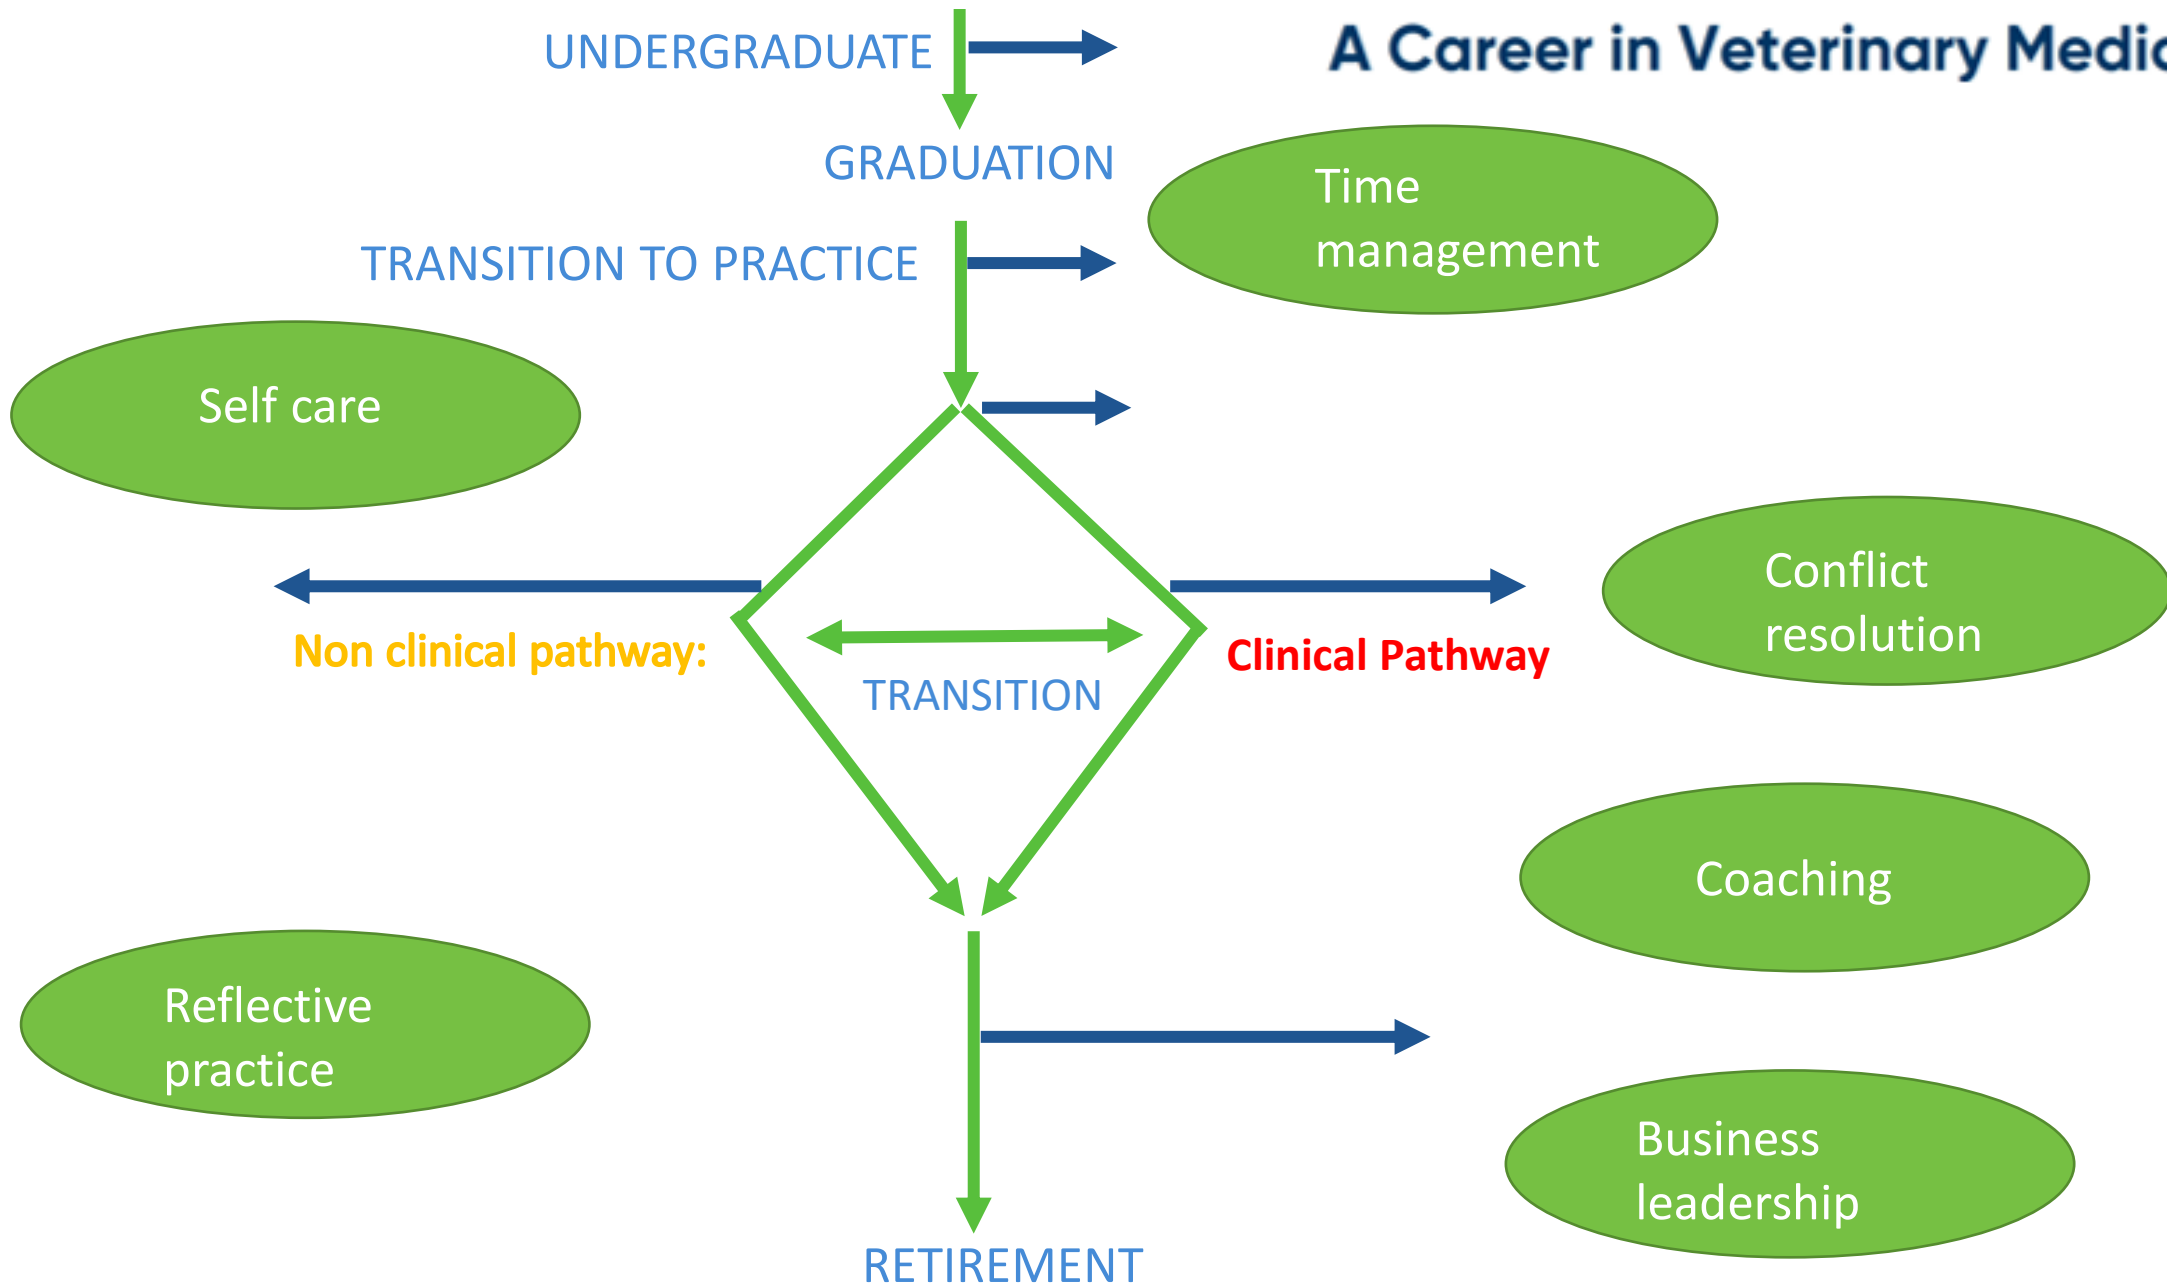 UNDERGRADUATE
A Career in Veterinary Medic
GRADUATION
Time
management
TRANSITION TO PRACTICE
Self care
Conflict
resolution
Non clinical pathway:
Clinical Pathway
TRANSITION
Coaching
Reflective
practice
Business
leadership
RETIREMENT